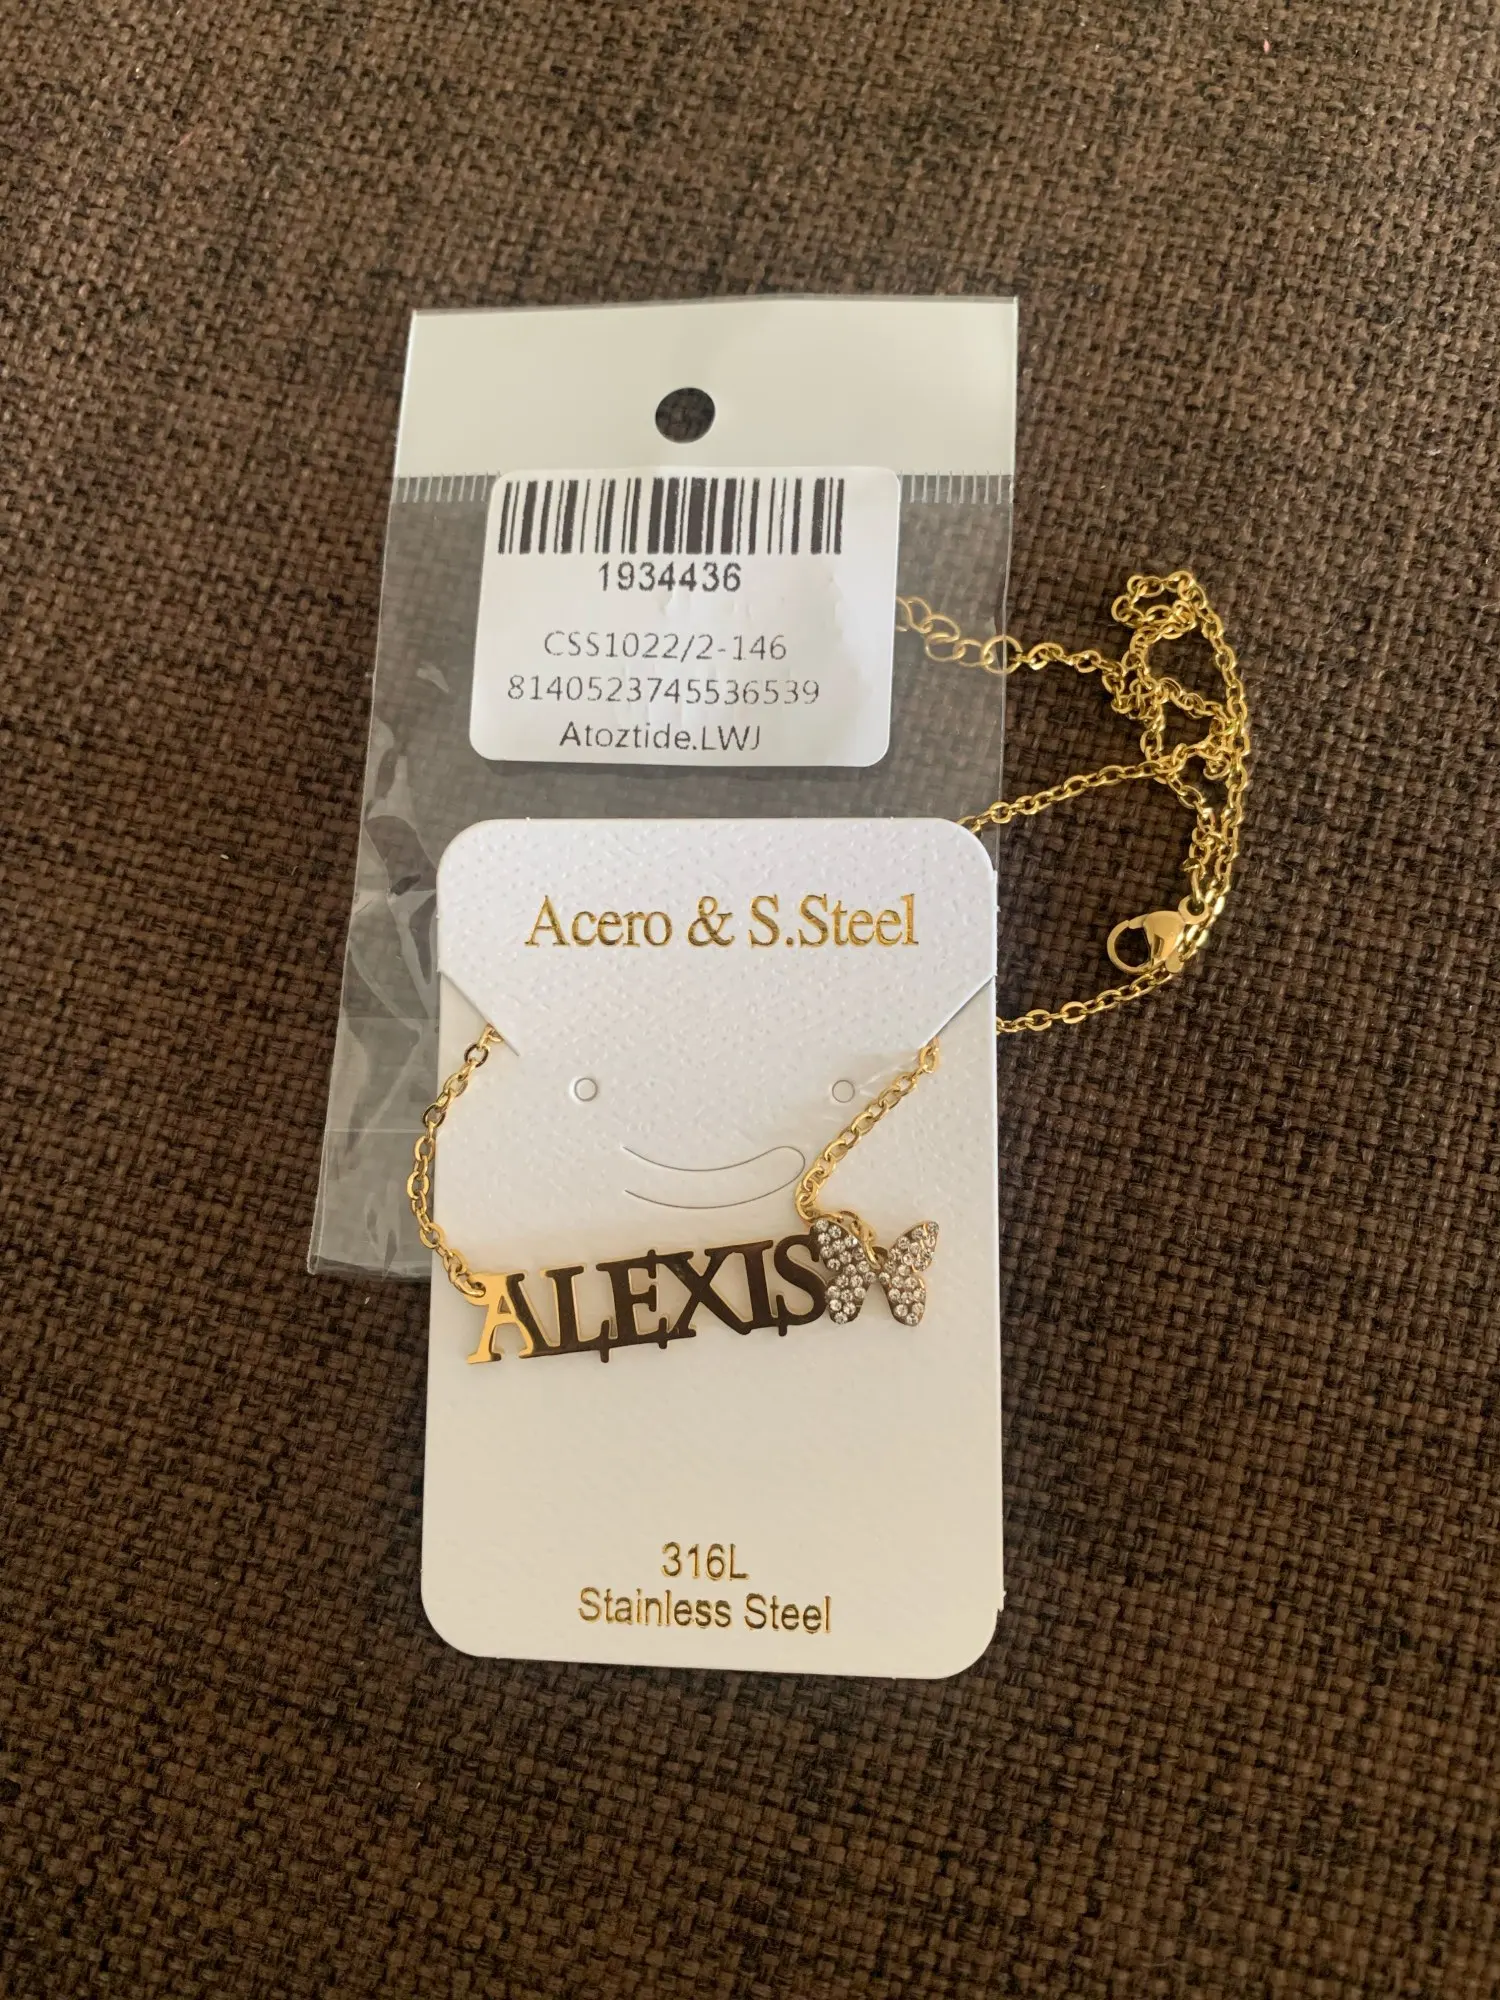 1934436
CSS1022/2-146
8140523745536539
Atoztide.LWJ
Acero & S.Steel
ALEXIS
316L
Stainless Steel